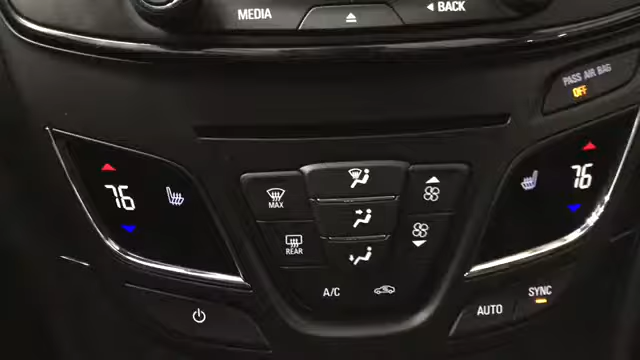 MEDIA
BACK
PASS AIR BAG
OFF
76
76
MAX
REAR
A/C
AUTO
SYNC